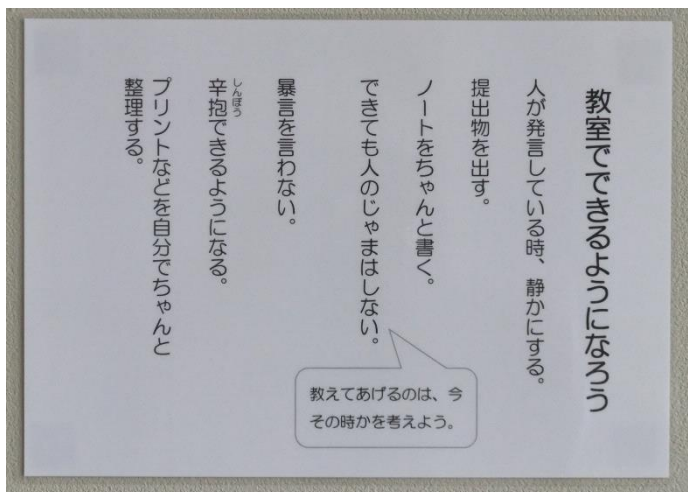 教室でできるようになろう
人が発言している時、静かにする。
提出物を出す。
ノートをちゃんと書く。
できても人のじゃまはしない。
教えてあげるのは、今
その時かを考えよう。
暴言を言わない。
辛抱できるようになる。
しんぼう
プリントなどを自分でちゃんと
整理する。